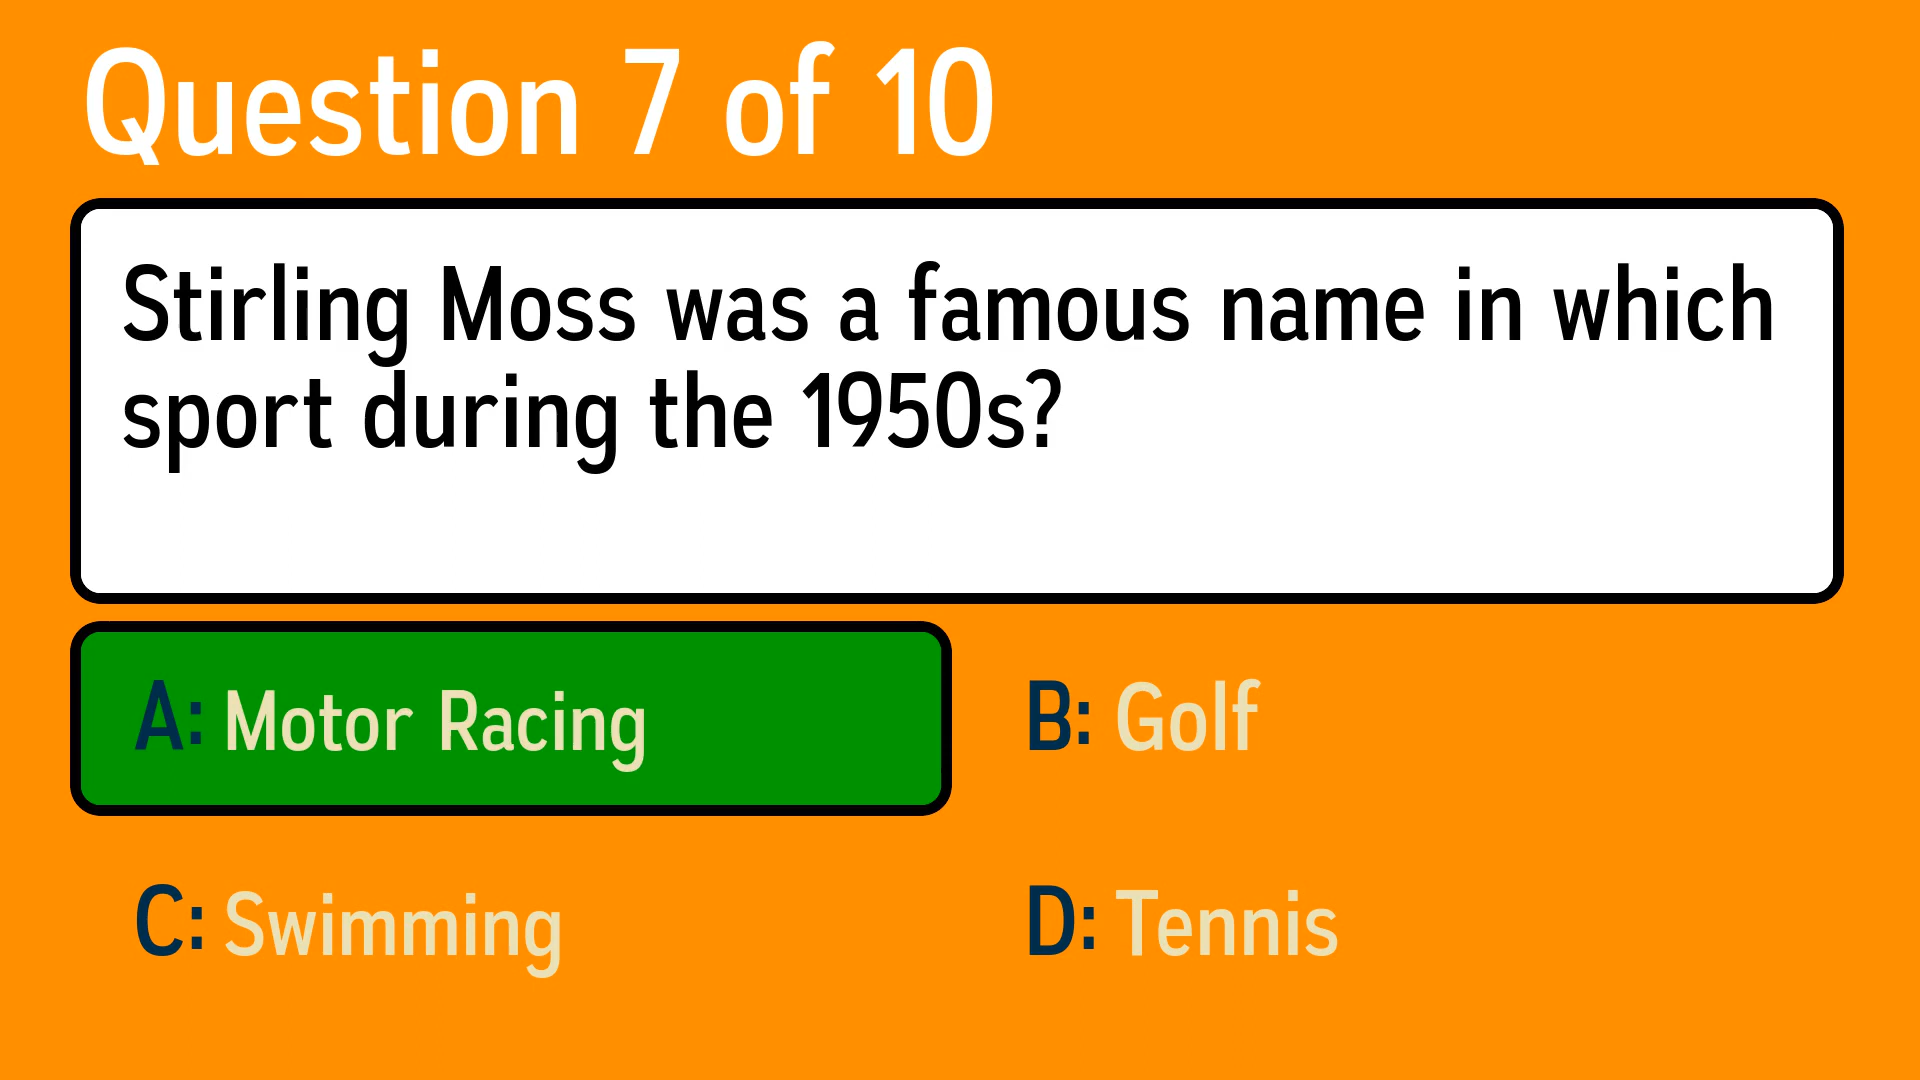 Question 7 of 10
Stirling Moss was a famous name in which
sport during the 1950s?
A: Motor Racing
B: Golf
C: Swimming
D: Tennis